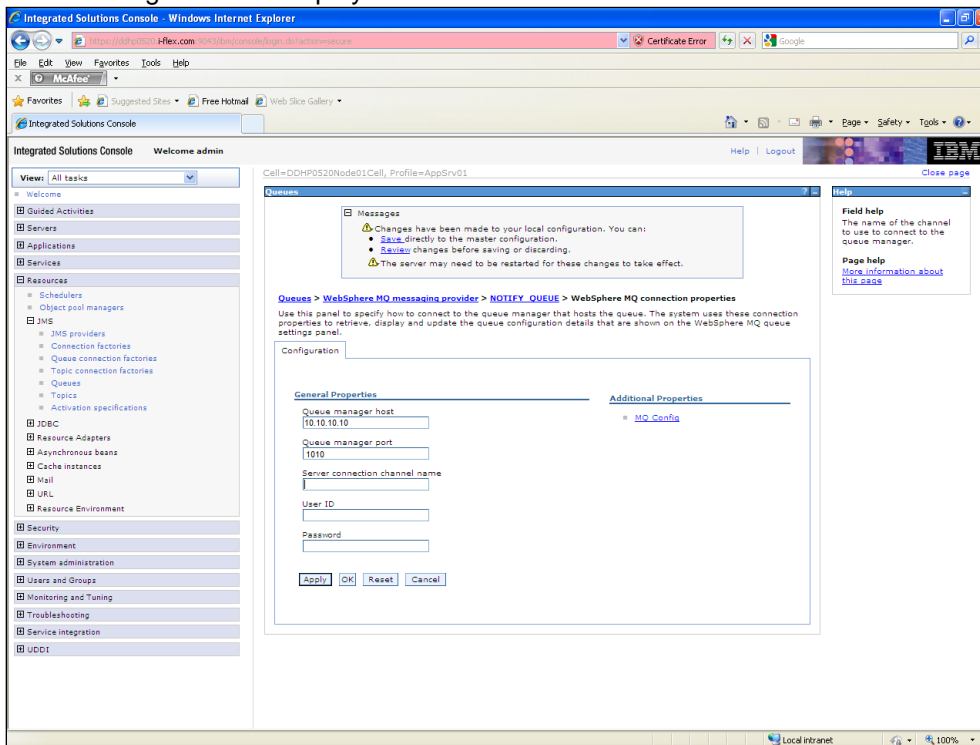 Integrated Solutions Console - Windows Internet Explorer
https://ddhp0520.i-flex.com:9043/ibm/console/login.do?action=secure
Certificate Error
Google
File Edit View Favorites Tools Help
X McAfee
Favorites Suggested Sites Free Hotmail Web Slice Gallery
Integrated Solutions Console
Page Safety Tools
Integrated Solutions Console Welcome admin
Help | Logout
IBM
View: All tasks
Cell=DDHP0520Node01Cell, Profile=AppSrv01
Close page
Welcome
Guided Activities
Servers
Applications
Services
Resources
Schedulers
Object pool managers
JMS
JMS providers
Connection factories
Queue connection factories
Topic connection factories
Queues
Topics
Activation specifications
JDBC
Resource Adapters
Asynchronous beans
Cache instances
Mail
URL
Resource Environment
Security
Environment
System administration
Users and Groups
Monitoring and Tuning
Troubleshooting
Service integration
UDDI
Queues
Messages
Changes have been made to your local configuration. You can:
Save directly to the master configuration.
Review changes before saving or discarding.
The server may need to be restarted for these changes to take effect.
Queues > WebSphere MQ messaging provider > NOTIFY_QUEUE > WebSphere MQ connection properties
Use this panel to specify how to connect to the queue manager that hosts the queue. The system uses these connection
properties to retrieve, display and update the queue configuration details that are shown on the WebSphere MQ queue
settings panel.
Configuration
General Properties
Queue manager host
10.10.10.10
Queue manager port
1010
Server connection channel name
User ID
Password
Apply OK Reset Cancel
Additional Properties
MQ Config
Help
Field help
The name of the channel
to use to connect to the
queue manager.
Page help
More information about
this page
Local intranet
100%